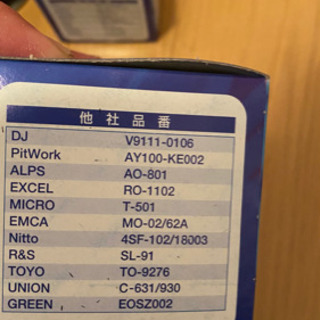 他社品番
DJ V9111-0106
PitWork AY100-KE002
ALPS AO-801
EXCEL RO-1102
MICRO T-501
EMCA MO-02/62A
Nitto 4SF-102/18003
R&S SL-91
TOYO TO-9276
UNION C-631/930
GREEN EOSZ002